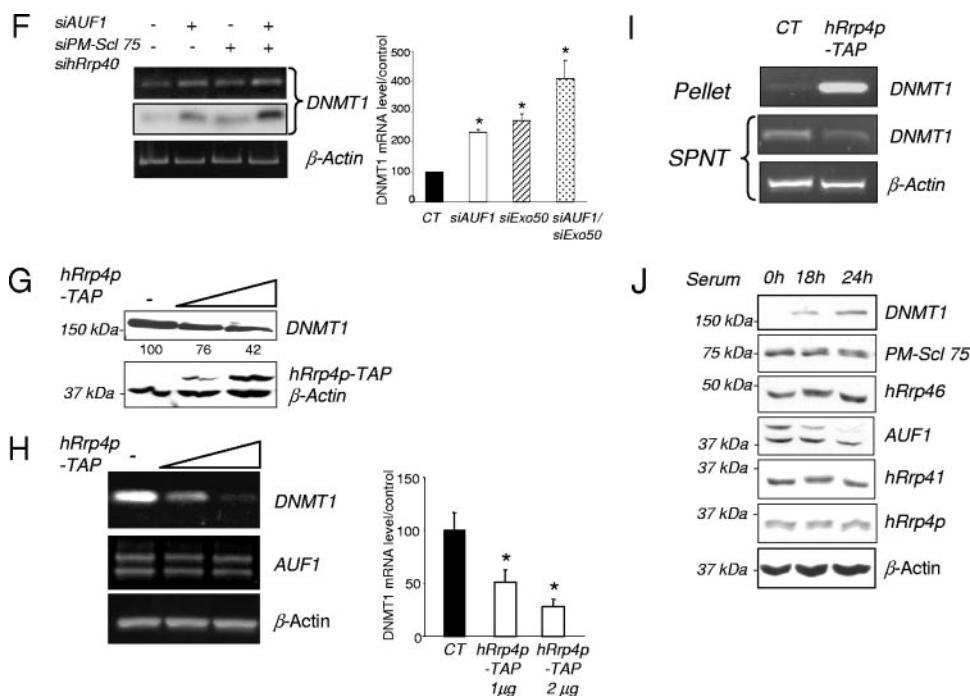 F
siAUF1 - + - +
siPM-Scl 75 - - + +
sihRrp40
DNMT1
β-Actin
DNMT1 mRNA level/control
500
400
300
200
100
0
*
*
*
CT siAUF1 siExo50 siAUF1/
siExo50
G
hRrp4p
-TAP -
150 kDa- DNMT1
100 76 42
hRrp4p-TAP
37 kDa- β-Actin
H
hRrp4p
-TAP -
DNMT1
AUF1
β-Actin
DNMT1 mRNA level/control
150
100
50
0
*
*
CT hRrp4p hRrp4p
-TAP -TAP
1μg 2 μg
I
CT hRrp4p
-TAP
Pellet DNMT1
SPNT DNMT1
β-Actin
J
Serum 0h 18h 24h
150 kDa- DNMT1
75 kDa- PM-Scl 75
50 kDa- hRrp46
37 kDa- AUF1
37 kDa- hRrp41
37 kDa- hRrp4p
37 kDa- β-Actin